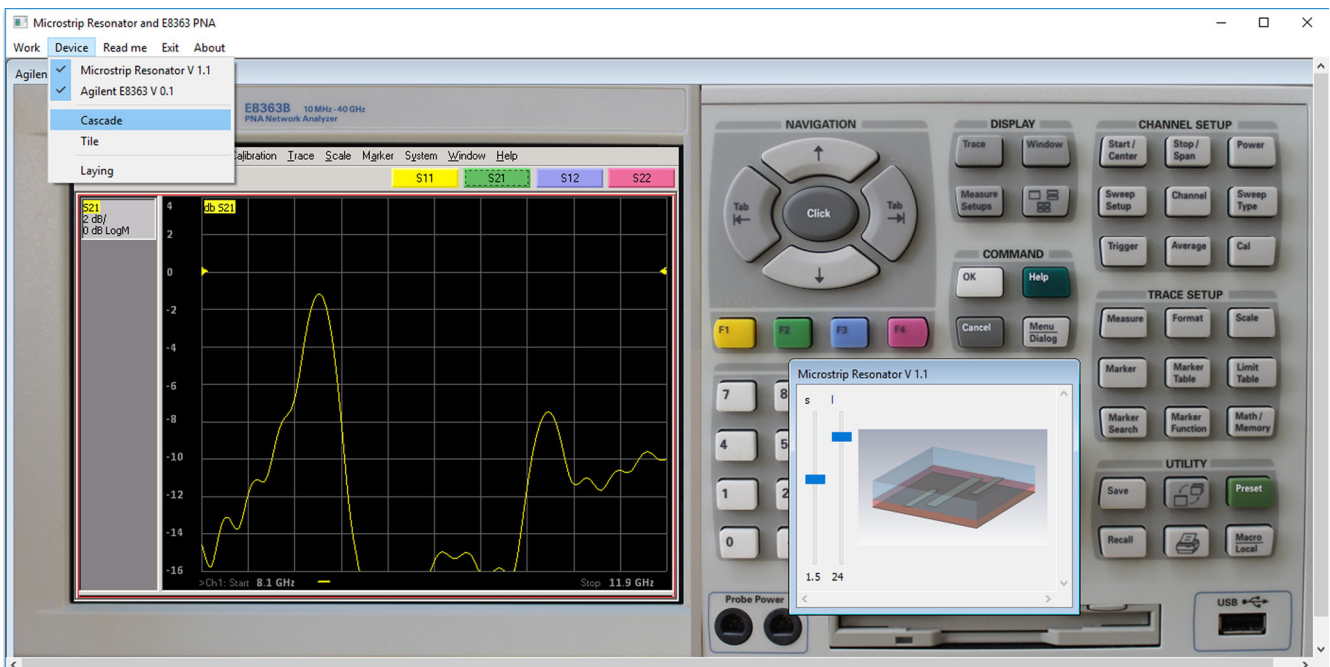 Microstrip Resonator and E8363 PNA
Work Device Read me Exit About
Agilen
Microstrip Resonator V 1.1
Agilent E8363 V 0.1
Cascade
Tile
Laying
E8363B 10 MHz - 40 GHz
PNA Network Analyzer
Calibration Trace Scale Marker System Window Help
S11 S21 S12 S22
S21
2 dB/
0 dB LogM
db S21
4
2
0
-2
-4
-6
-8
-10
-12
-14
-16
>Ch1: Start 8.1 GHz
Stop 11.9 GHz
NAVIGATION
Tab
Click
Tab
F1 F2 F3 F4
DISPLAY
Trace Window
Measure Setups
COMMAND
OK Help
Cancel Menu Dialog
CHANNEL SETUP
Start / Center
Stop / Span
Power
Sweep Setup
Channel
Sweep Type
Trigger Average Cal
TRACE SETUP
Measure Format Scale
Marker
Marker Table
Limit Table
Marker Search
Marker Function
Math / Memory
UTILITY
Save Preset
Recall
Macro Local
7 8
4 5
1 2
0
Microstrip Resonator V 1.1
s l
1.5 24
Probe Power
USB